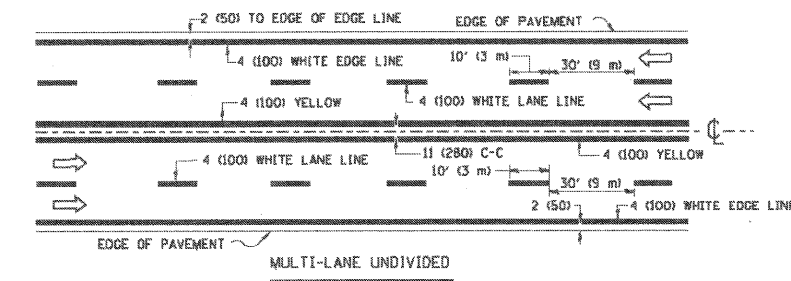 2 (50) TO EDGE OF EDGE LINE
EDGE OF PAVEMENT
4 (100) WHITE EDGE LINE
10' (3 m)
30' (9 m)
4 (100) YELLOW
4 (100) WHITE LANE LINE
℄
4 (100) WHITE LANE LINE
11 (280) C-C
4 (100) YELLOW
10' (3 m)
30' (9 m)
2 (50)
4 (100) WHITE EDGE LINE
EDGE OF PAVEMENT
MULTI-LANE UNDIVIDED